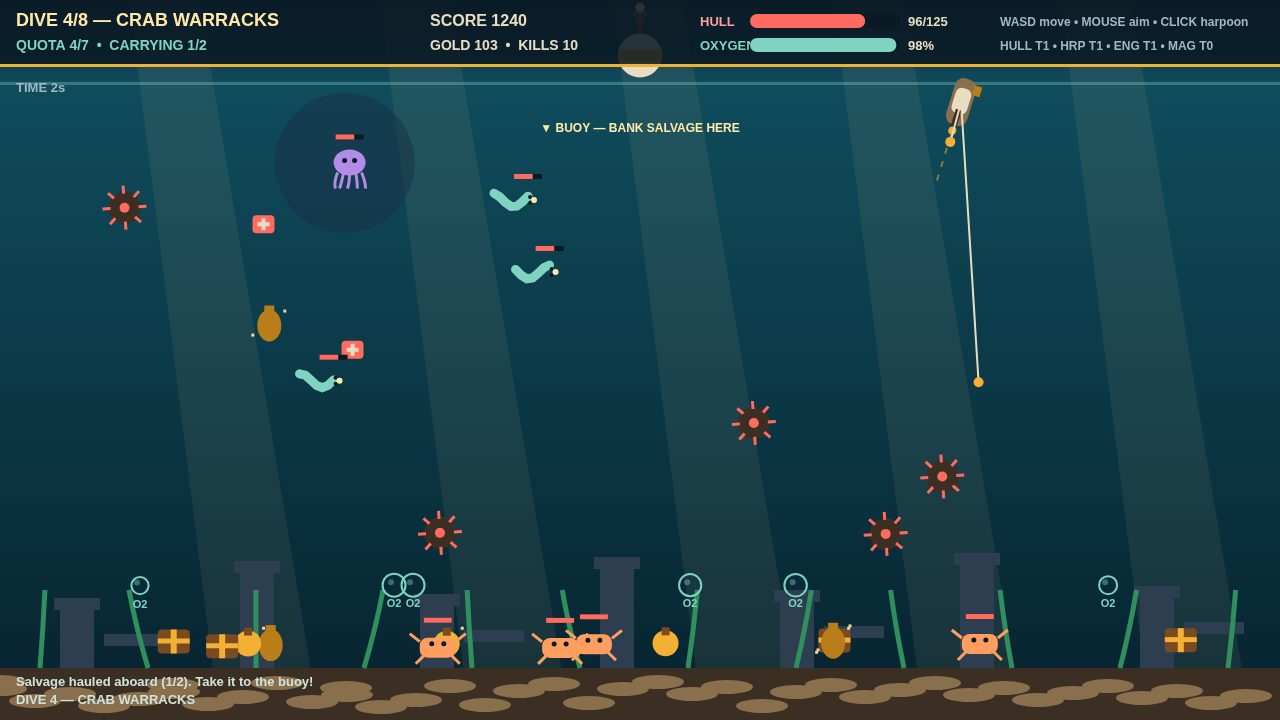 DIVE 4/8 — CRAB WARRACKS
QUOTA 4/7 • CARRYING 1/2
SCORE 1240
GOLD 103 • KILLS 10
HULL 96/125
OXYGEN 98%
WASD move • MOUSE aim • CLICK harpoon
HULL T1 • HRP T1 • ENG T1 • MAG T0
TIME 2s
▼ BUOY — BANK SALVAGE HERE
O2
O2
O2
O2
O2
O2
Salvage hauled aboard (1/2). Take it to the buoy!
DIVE 4 — CRAB WARRACKS